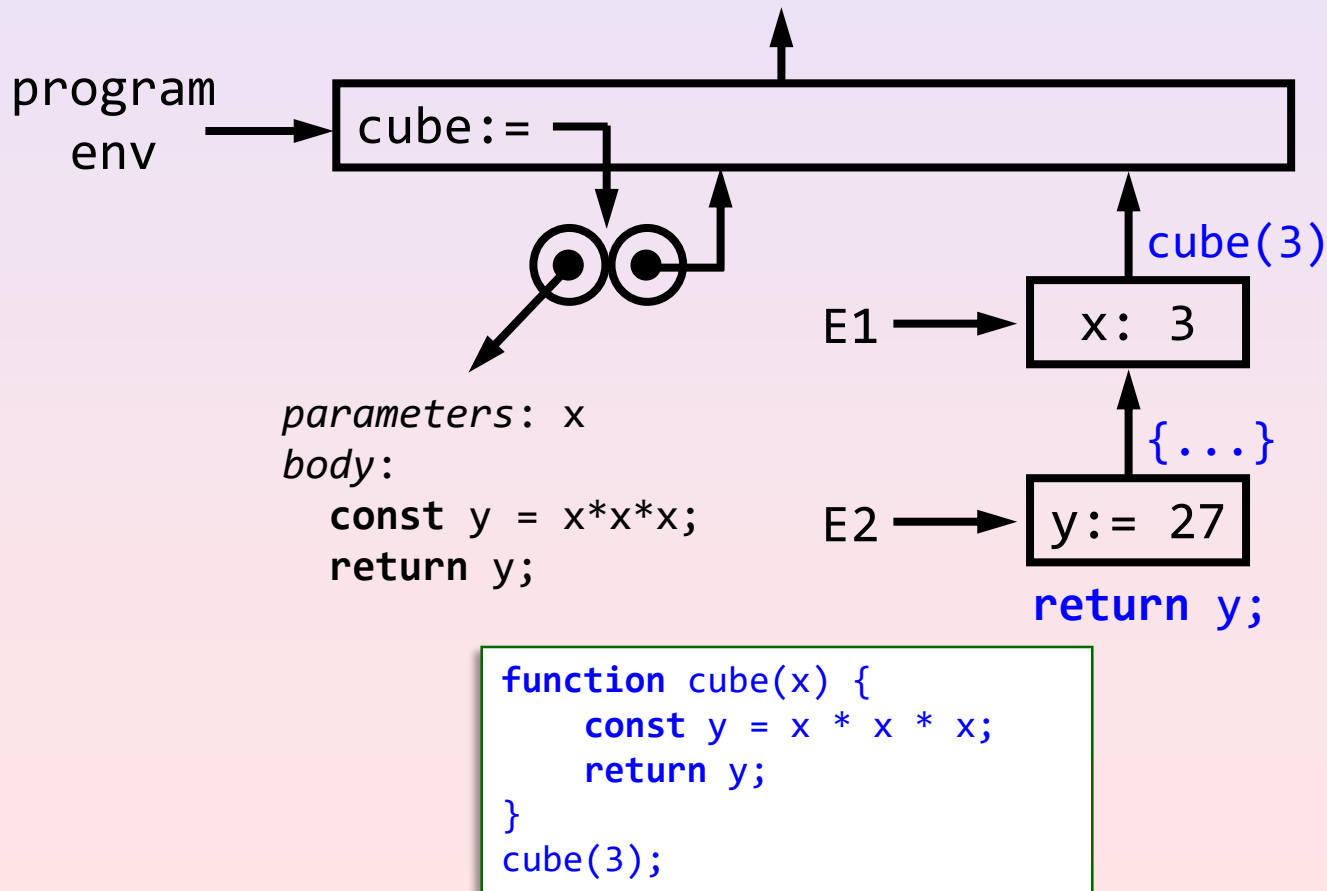 program
env
cube:=
cube(3)
E1
x: 3
parameters: x
body:
const y = x*x*x;
return y;
{...}
E2
y:= 27
return y;
function cube(x) {
    const y = x * x * x;
    return y;
}
cube(3);